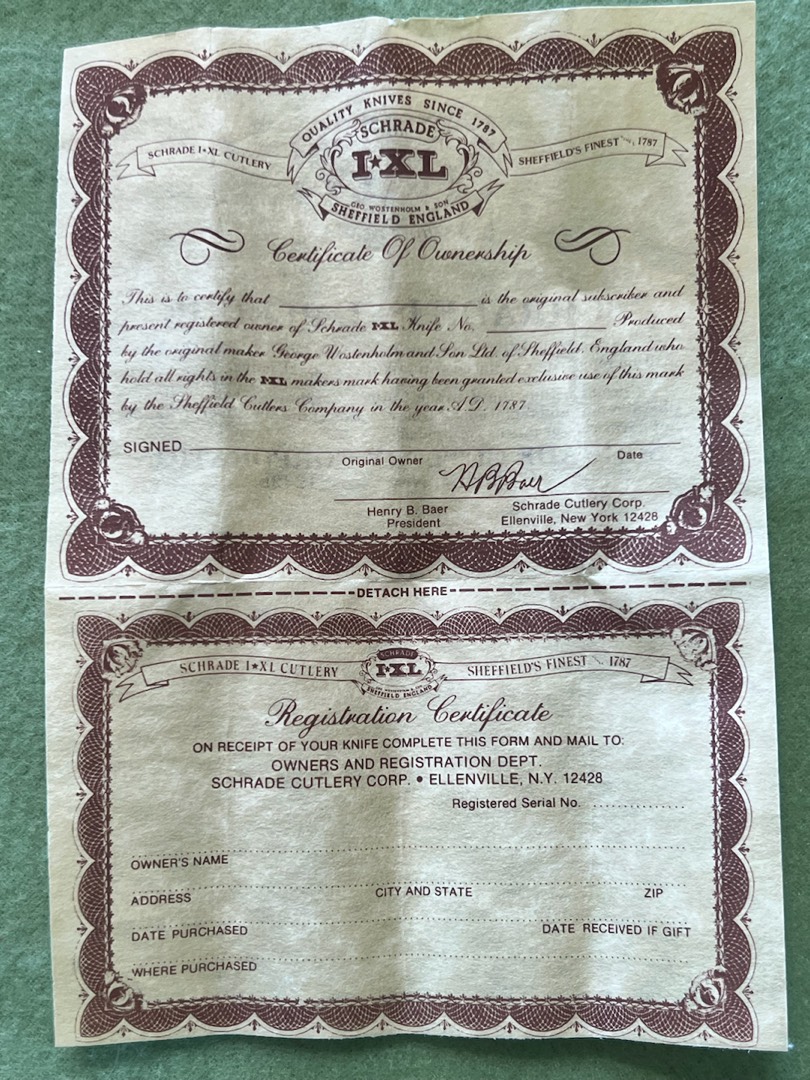 QUALITY KNIVES SINCE 1787
SCHRADE
SCHRADE I★XL CUTLERY
I★XL
SHEFFIELD'S FINEST 1787
GEO. WOSTENHOLM & SON
SHEFFIELD ENGLAND
Certificate Of Ownership
This is to certify that is the original subscriber and
present registered owner of Schrade I★XL Knife No. Produced
by the original maker George Wostenholm and Son Ltd. of Sheffield, England who
hold all rights in the I★XL makers mark having been granted exclusive use of this mark
by the Sheffield Cutlers Company in the year A.D. 1787
SIGNED
Original Owner Date
H B Baer
Henry B. Baer Schrade Cutlery Corp.
President Ellenville, New York 12428
DETACH HERE
SCHRADE
SCHRADE I★XL CUTLERY I★XL SHEFFIELD'S FINEST 1787
SHEFFIELD ENGLAND
Registration Certificate
ON RECEIPT OF YOUR KNIFE COMPLETE THIS FORM AND MAIL TO:
OWNERS AND REGISTRATION DEPT.
SCHRADE CUTLERY CORP. • ELLENVILLE, N.Y. 12428
Registered Serial No.
OWNER'S NAME
ADDRESS CITY AND STATE ZIP
DATE PURCHASED DATE RECEIVED IF GIFT
WHERE PURCHASED